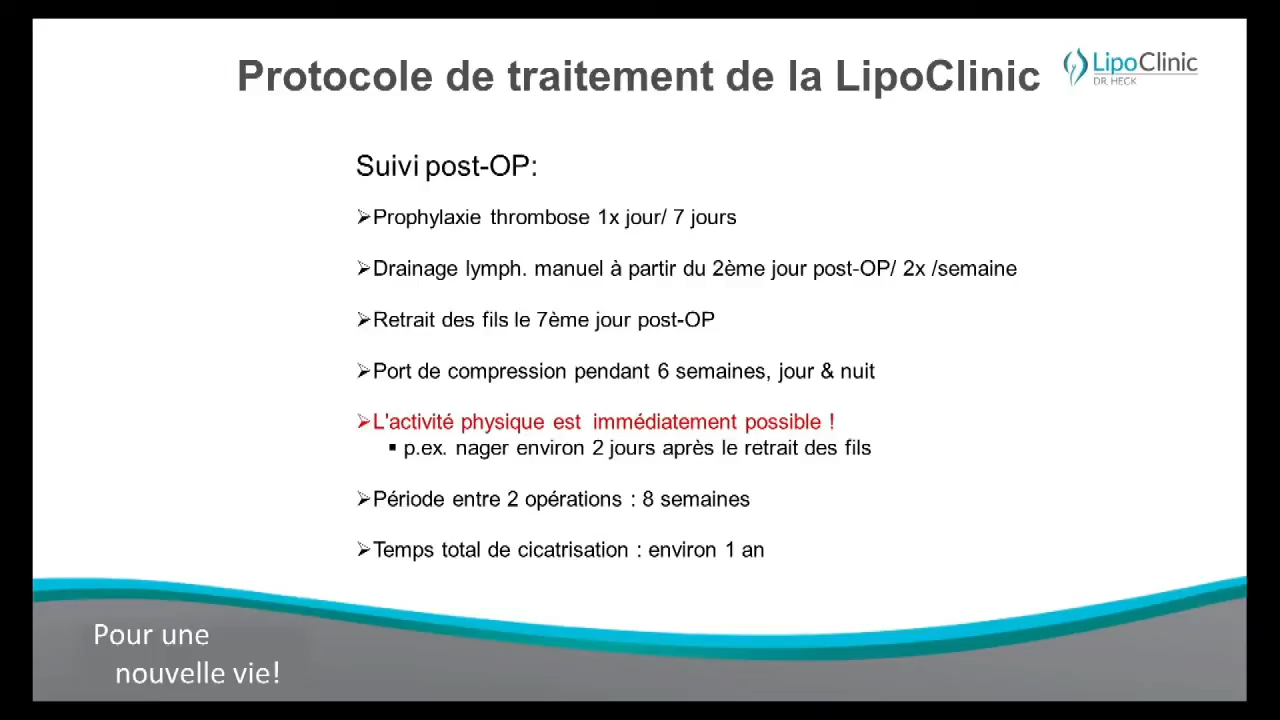 Protocole de traitement de la LipoClinic
LipoClinic
DR. HECK
Suivi post-OP:
➢Prophylaxie thrombose 1x jour/ 7 jours
➢Drainage lymph. manuel à partir du 2ème jour post-OP/ 2x /semaine
➢Retrait des fils le 7ème jour post-OP
➢Port de compression pendant 6 semaines, jour & nuit
➢L'activité physique est immédiatement possible !
▪ p.ex. nager environ 2 jours après le retrait des fils
➢Période entre 2 opérations : 8 semaines
➢Temps total de cicatrisation : environ 1 an
Pour une
nouvelle vie!